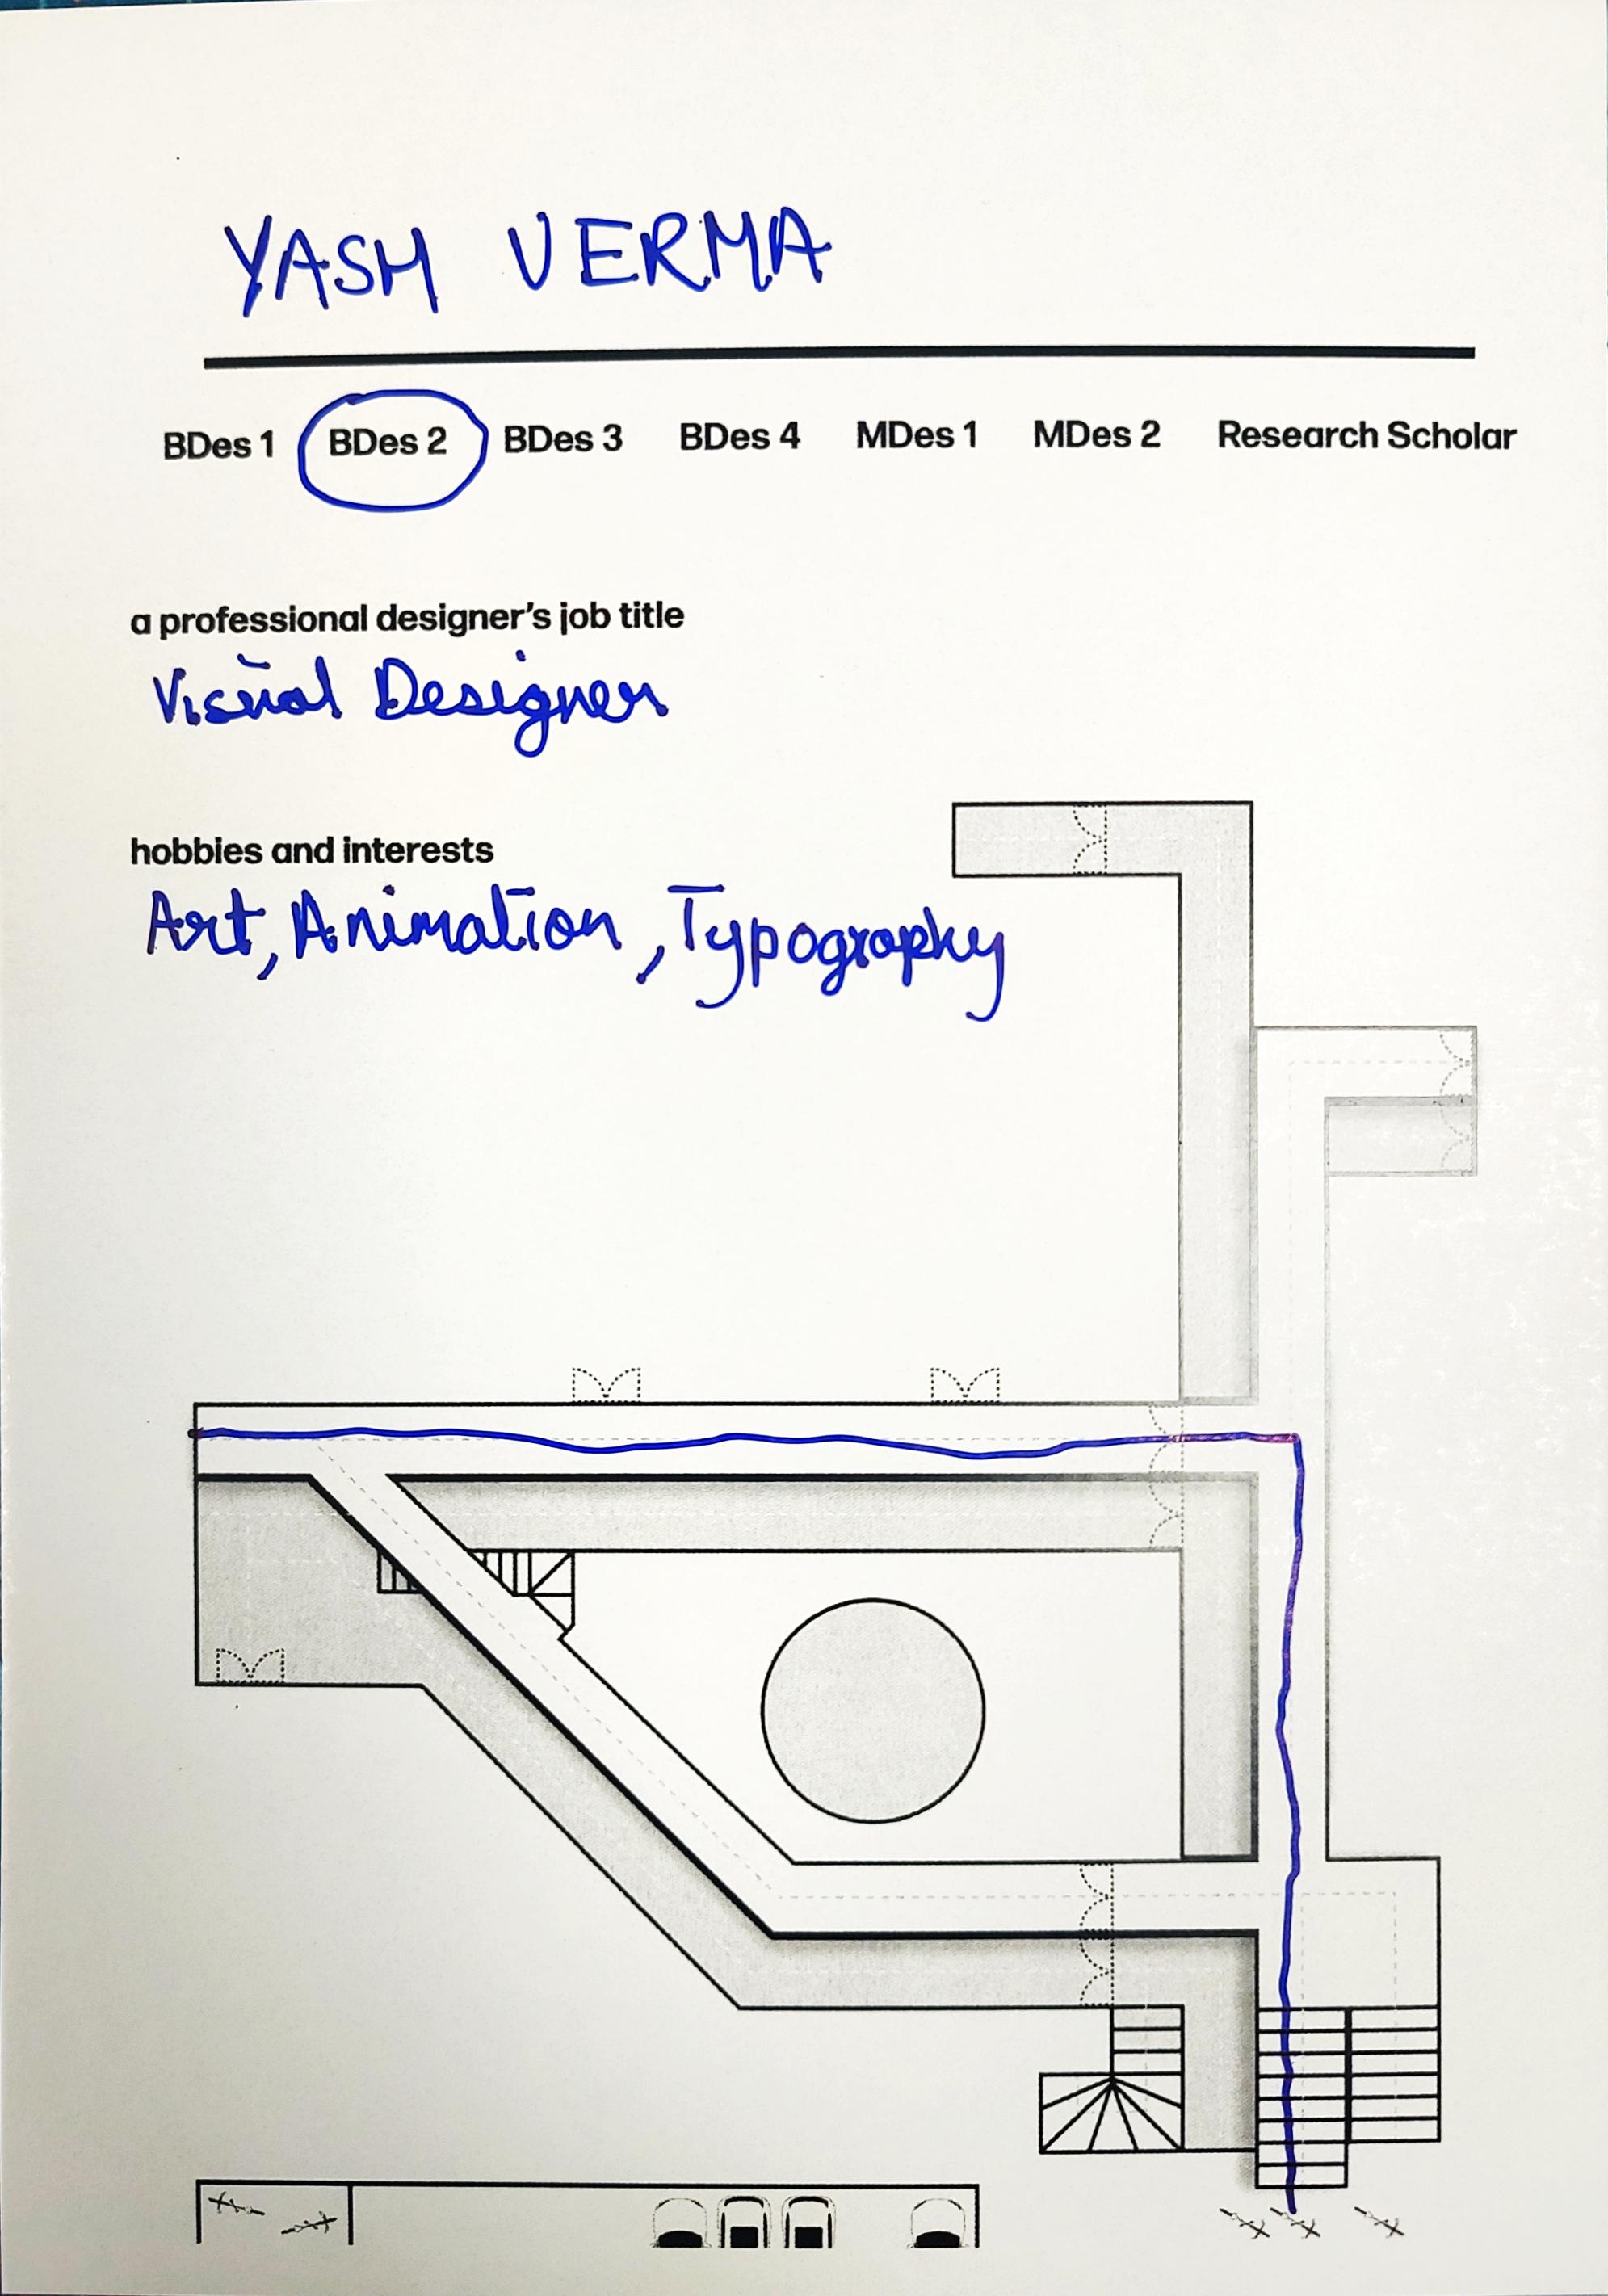 YASH VERMA
BDes 1 BDes 2 BDes 3 BDes 4 MDes 1 MDes 2 Research Scholar
a professional designer's job title
Visual Designer
hobbies and interests
Art, Animation, Typography